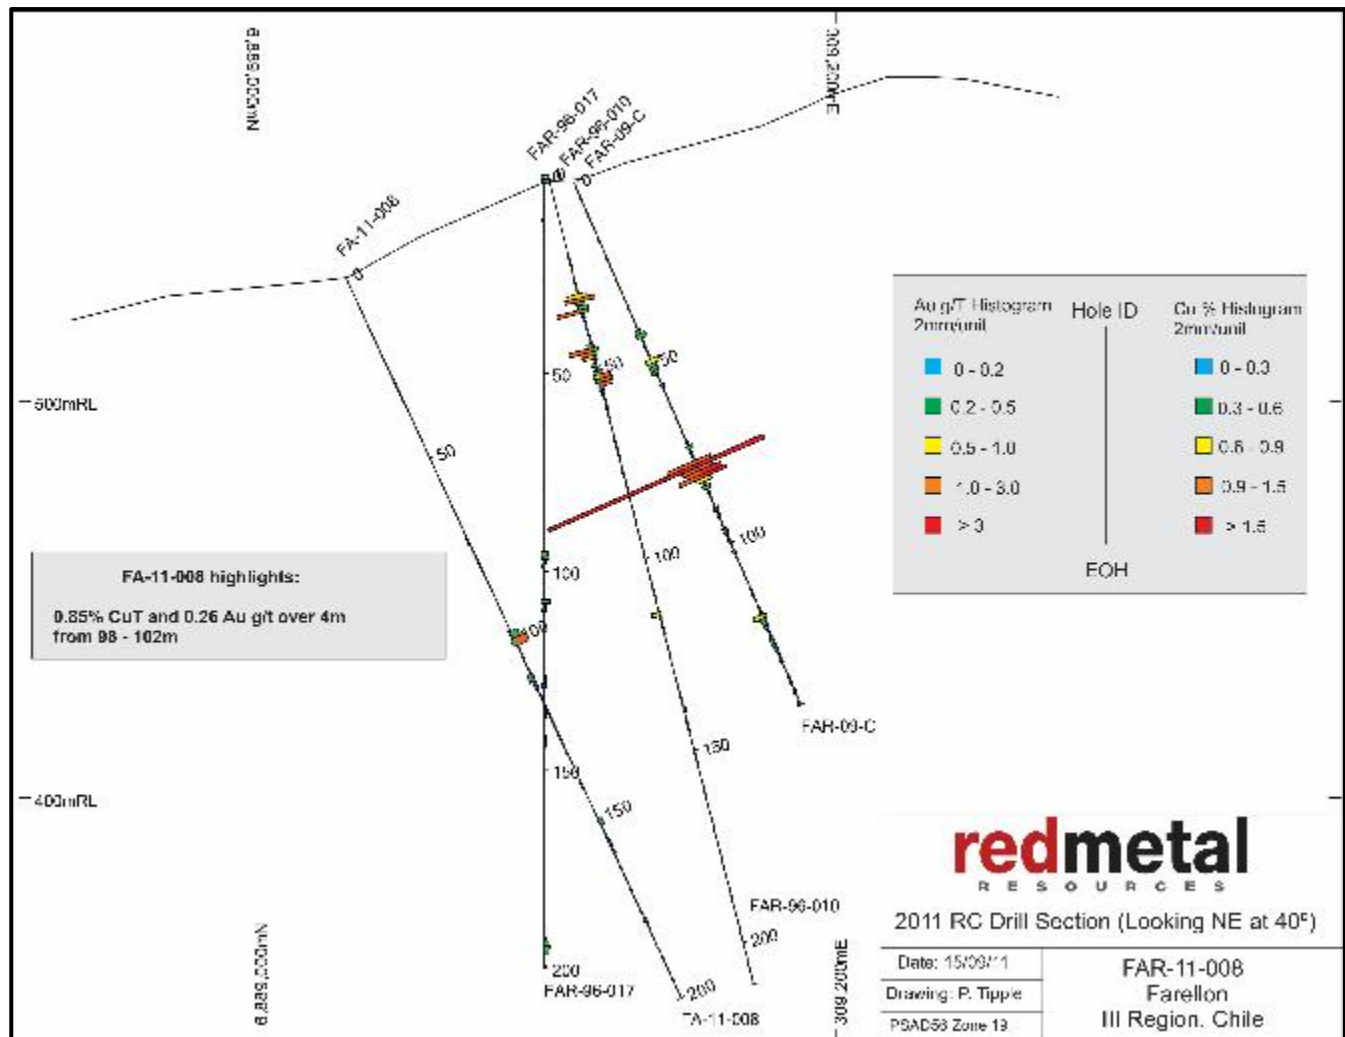 6,889,000mN
309,200mE
FAR-96-017
FAR-96-010
FAR-09-C
0
0
FA-11-008
0
500mRL
50
50
50
50
100
100
100
100
FAR-09-C
150
150
150
400mRL
FAR-96-010
200
200
FAR-96-017
200
FA-11-008
6,889,000mN
309,200mE
Au g/T Histogram
2mm/unit
0 - 0.2
0.2 - 0.5
0.5 - 1.0
1.0 - 3.0
> 3
Hole ID
EOH
Cu % Histogram
2mm/unit
0 - 0.3
0.3 - 0.6
0.6 - 0.9
0.9 - 1.5
> 1.5
FA-11-008 highlights:
0.85% CuT and 0.26 Au g/t over 4m
from 98 - 102m
redmetal
RESOURCES
2011 RC Drill Section (Looking NE at 40º)
Date: 15/09/11
Drawing: P. Tipple
PSAD56 Zone 19
FAR-11-008
Farellon
III Region. Chile